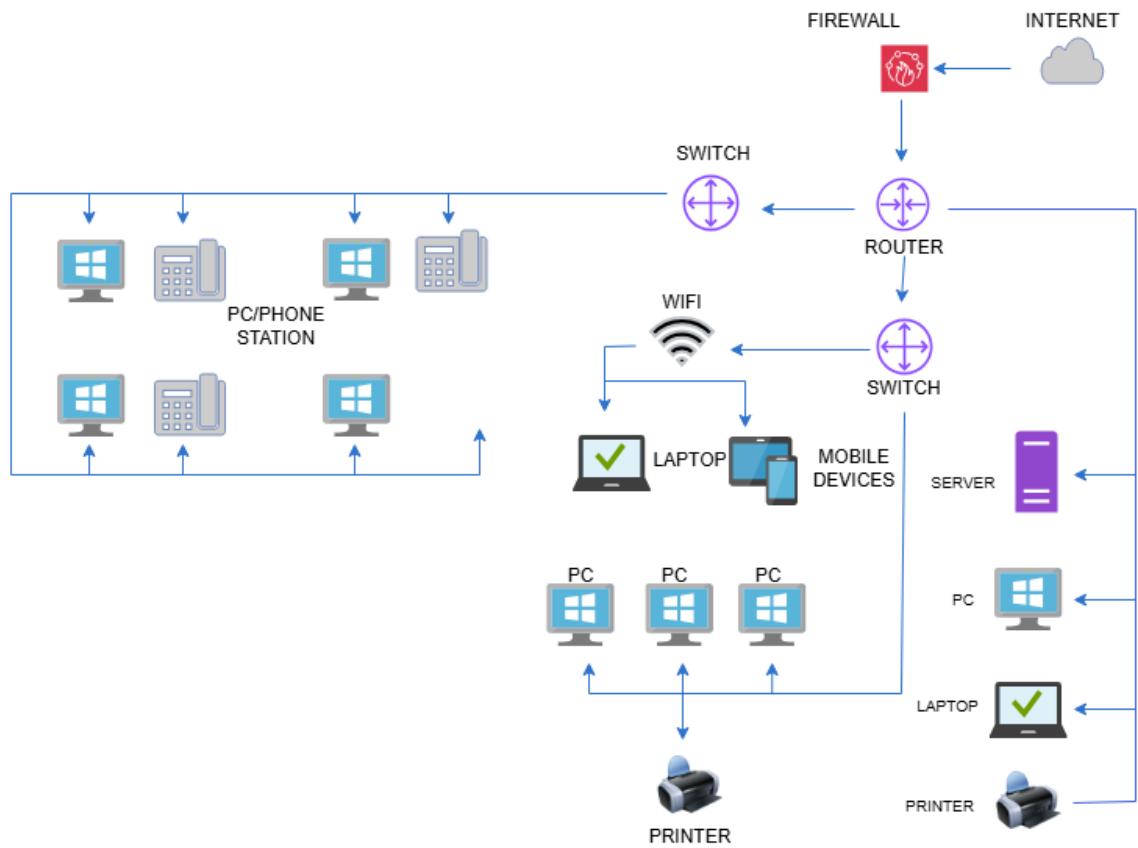 FIREWALL
INTERNET
SWITCH
ROUTER
PC/PHONE
STATION
WIFI
SWITCH
LAPTOP
MOBILE
DEVICES
SERVER
PC
PC
PC
PC
LAPTOP
PRINTER
PRINTER